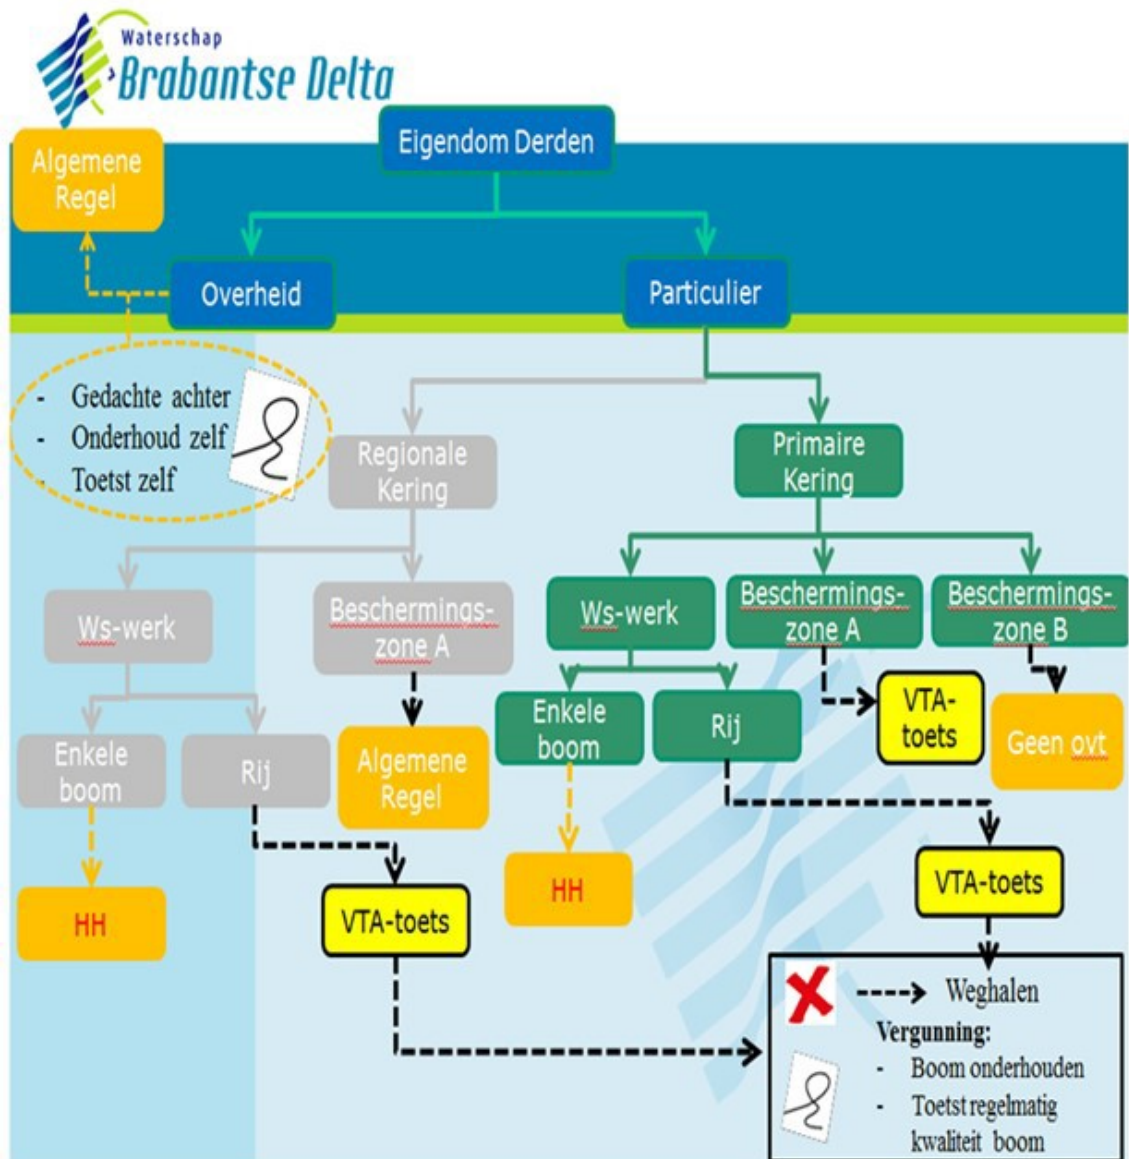 Waterschap
Brabantse Delta
Algemene
Regel
Eigendom Derden
Overheid
Particulier
- Gedachte achter
- Onderhoud zelf
- Toetst zelf
Regionale
Kering
Primaire
Kering
Ws-werk
Beschermings-
zone A
Ws-werk
Beschermings-
zone A
Beschermings-
zone B
Enkele
boom
Rij
Algemene
Regel
Enkele
boom
Rij
VTA-
toets
Geen ovt
HH
VTA-toets
HH
VTA-toets
Weghalen
Vergunning:
- Boom onderhouden
- Toetst regelmatig
kwaliteit boom